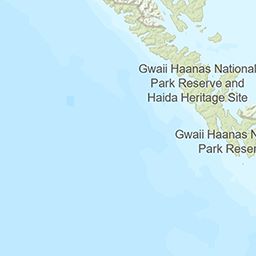 Gwaii Haanas National
Park Reserve and
Haida Heritage Site
Gwaii Haanas N
Park Reser